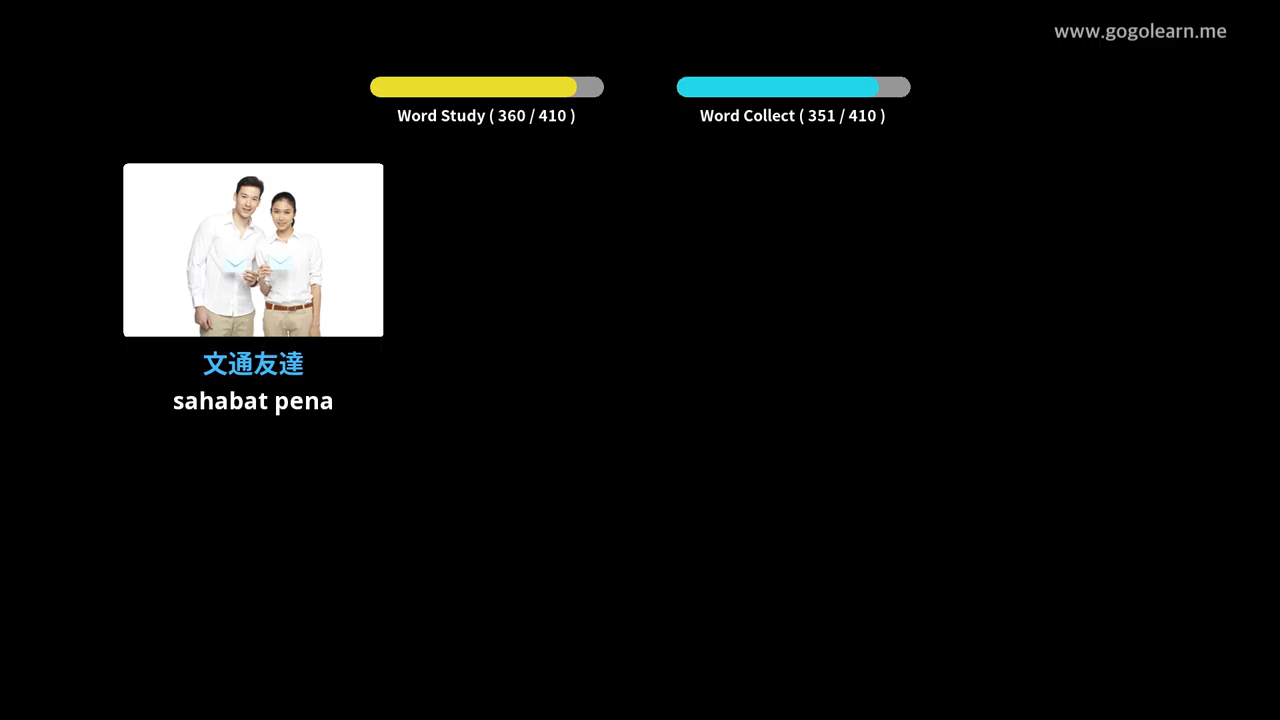 www.gogolearn.me
Word Study ( 360 / 410 )
Word Collect ( 351 / 410 )
文通友達
sahabat pena